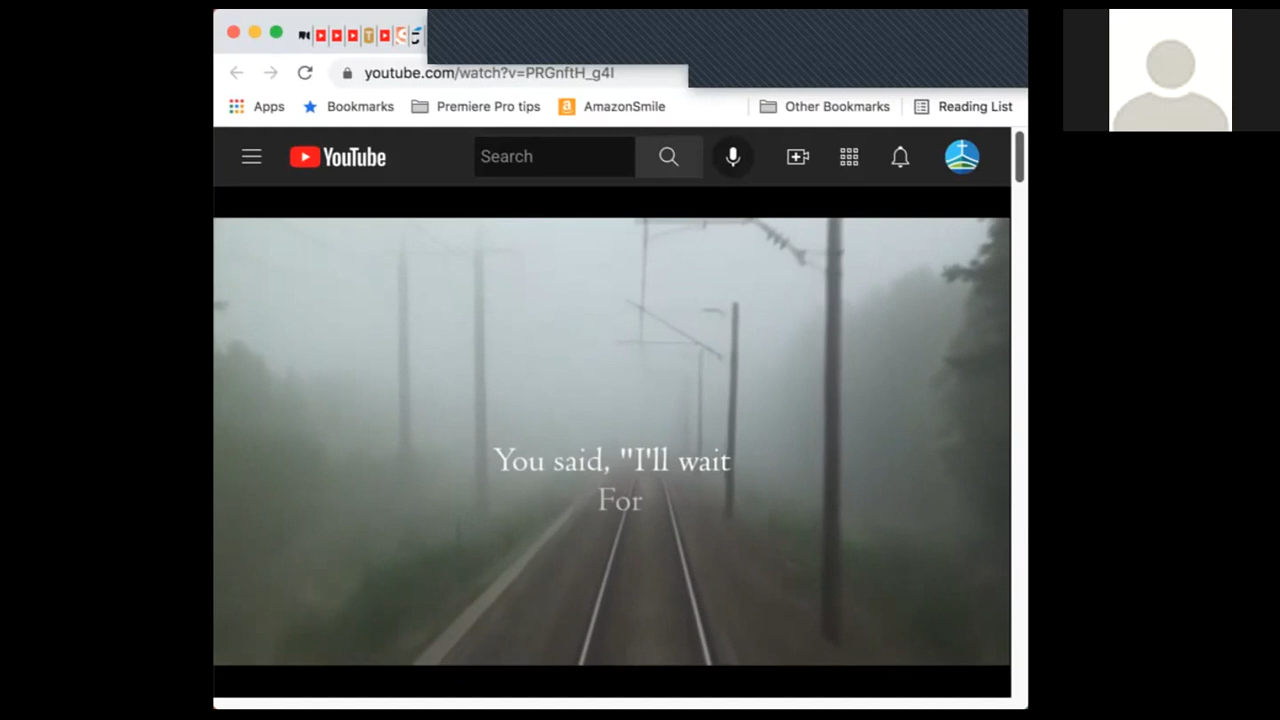 youtube.com/watch?v=PRGnftH_g4I
Apps
Bookmarks
Premiere Pro tips
AmazonSmile
Other Bookmarks
Reading List
YouTube
Search
You said, "I'll wait
For